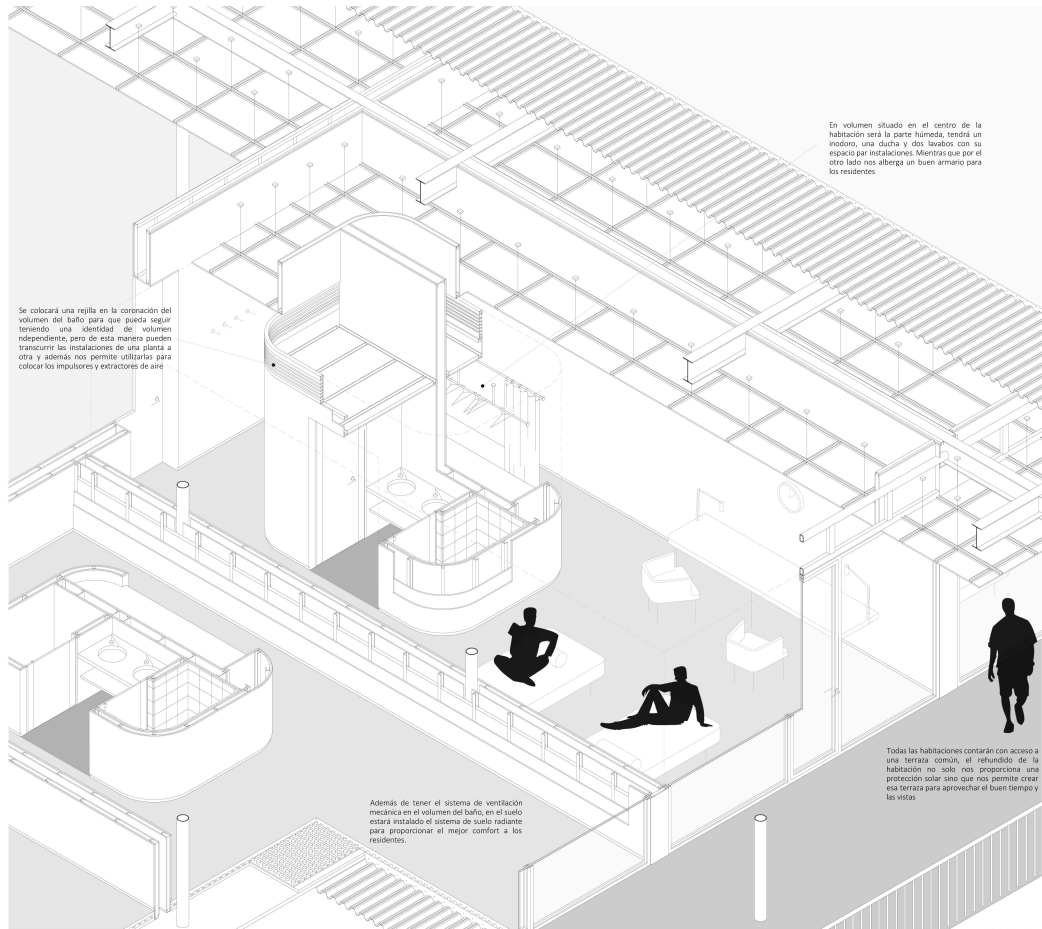 En volumen situado en el centro de la
habitación será la parte húmeda, tendrá un
inodoro, una ducha y dos lavabos con su
espacio par instalaciones. Mientras que por el
otro lado nos alberga un buen armario para
los residentes
Se colocará una rejilla en la coronación del
volumen del baño para que pueda seguir
teniendo una identidad de volumen
ndependiente, pero de esta manera pueden
transcurrir las instalaciones de una planta a
otra y además nos permite utilizarlas para
colocar los impulsores y extractores de aire
Todas las habitaciones contarán con acceso a
una terraza común, el rehundido de la
habitación no solo nos proporciona una
protección solar sino que nos permite crear
esa terraza para aprovechar el buen tiempo y
las vistas
Además de tener el sistema de ventilación
mecánica en el volumen del baño, en el suelo
estará instalado el sistema de suelo radiante
para proporcionar el mejor comfort a los
residentes.